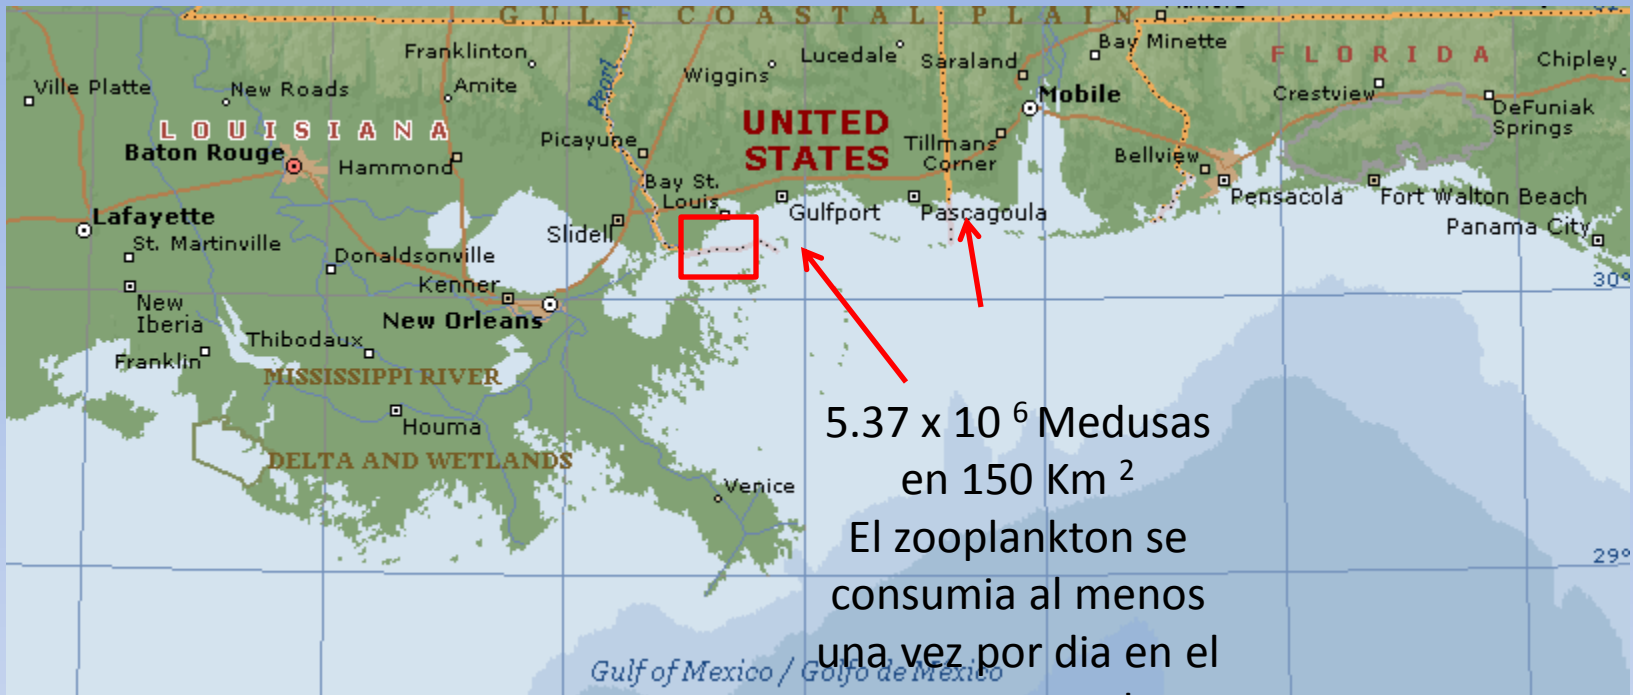 GULF COASTAL PLAIN
Franklinton
Lucedale
Saraland
Bay Minette
FLORIDA
Chipley
Ville Platte
New Roads
Amite
Pearl
Wiggins
Mobile
Crestview
DeFuniak
Springs
LOUISIANA
UNITED
STATES
Baton Rouge
Hammond
Picayune
Tillmans
Corner
Bellview
Bay St.
Louis
Gulfport
Pascagoula
Pensacola
Fort Walton Beach
Panama City
Lafayette
St. Martinville
Slidell
Donaldsonville
Kenner
30°
New
Iberia
New Orleans
Thibodaux
Franklin
MISSISSIPPI RIVER
Houma
DELTA AND WETLANDS
Venice
5.37 x 10 6 Medusas
en 150 Km 2
El zooplankton se
29°
consumia al menos
una vez por dia en el
Gulf of Mexico / Golfo de México